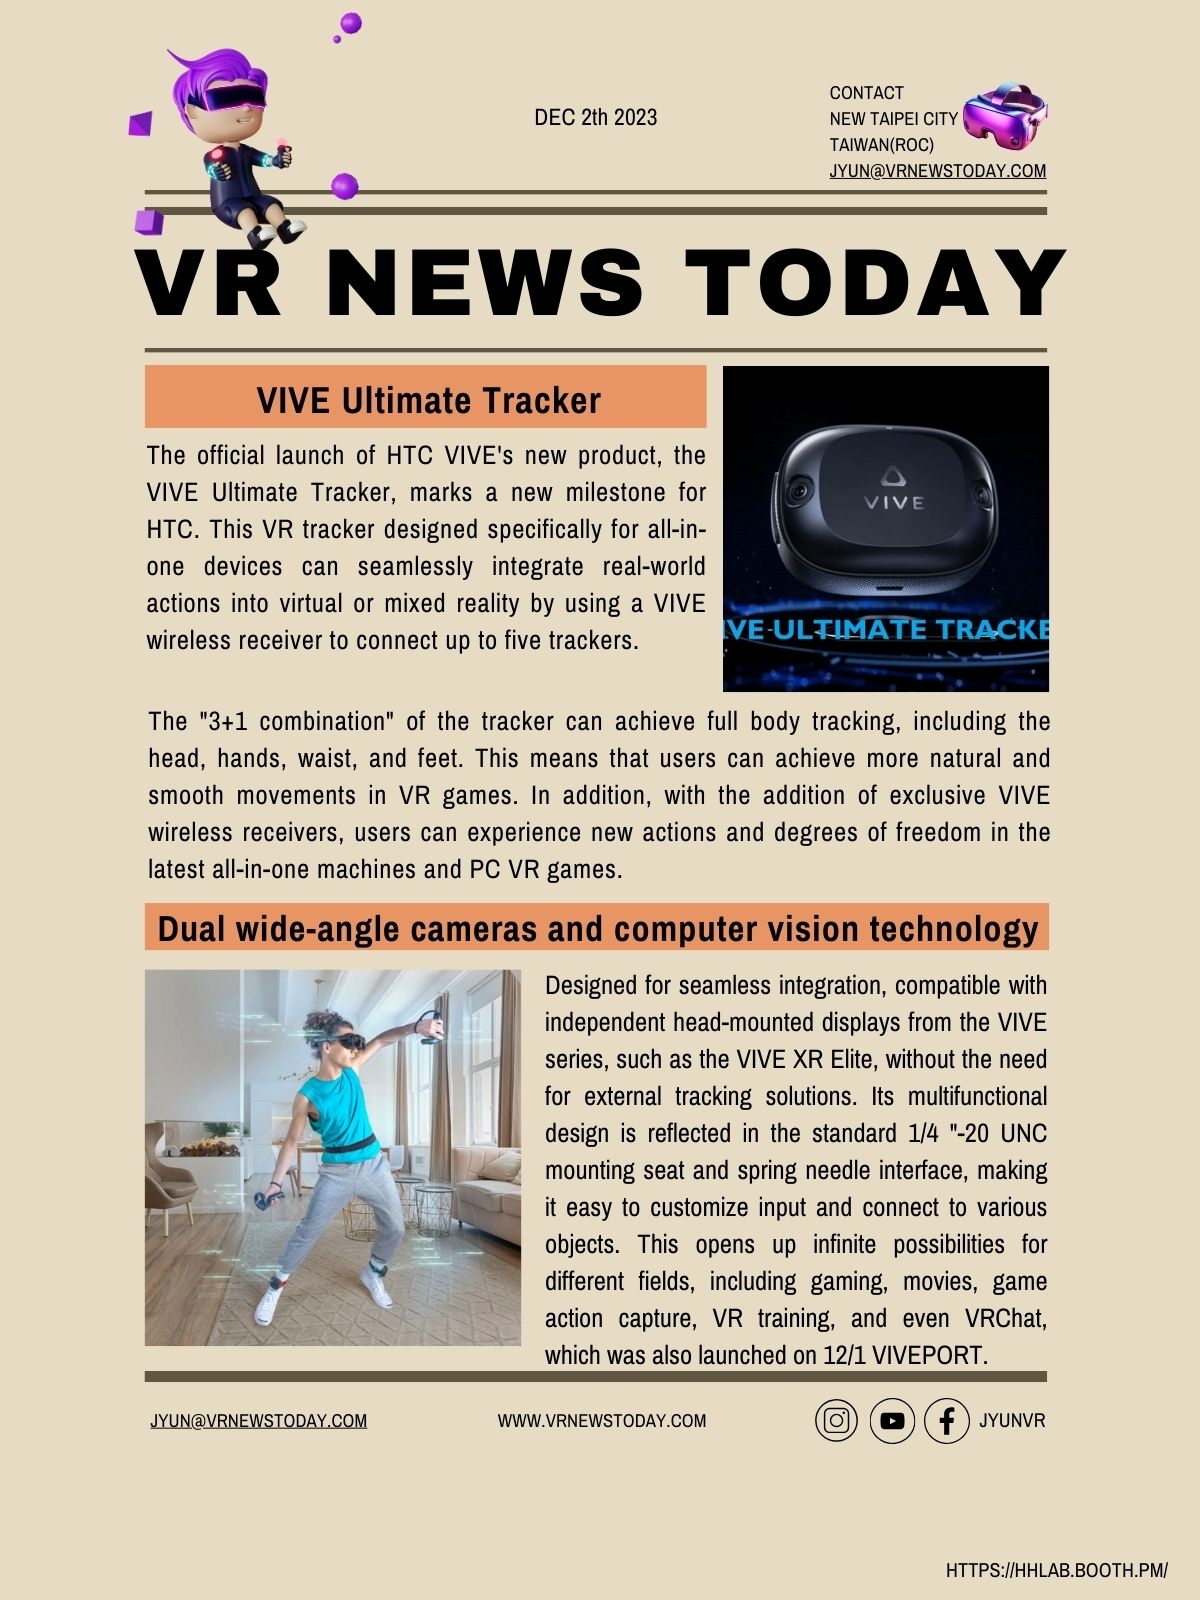 DEC 2th 2023
CONTACT
NEW TAIPEI CITY
TAIWAN(ROC)
JYUN@VRNEWSTODAY.COM
VR NEWS TODAY
VIVE Ultimate Tracker
The official launch of HTC VIVE's new product, the
VIVE Ultimate Tracker, marks a new milestone for
HTC. This VR tracker designed specifically for all-in-
one devices can seamlessly integrate real-world
actions into virtual or mixed reality by using a VIVE
wireless receiver to connect up to five trackers.
VIVE
IVE ULTIMATE TRACKE
The "3+1 combination" of the tracker can achieve full body tracking, including the
head, hands, waist, and feet. This means that users can achieve more natural and
smooth movements in VR games. In addition, with the addition of exclusive VIVE
wireless receivers, users can experience new actions and degrees of freedom in the
latest all-in-one machines and PC VR games.
Dual wide-angle cameras and computer vision technology
Designed for seamless integration, compatible with
independent head-mounted displays from the VIVE
series, such as the VIVE XR Elite, without the need
for external tracking solutions. Its multifunctional
design is reflected in the standard 1/4 "-20 UNC
mounting seat and spring needle interface, making
it easy to customize input and connect to various
objects. This opens up infinite possibilities for
different fields, including gaming, movies, game
action capture, VR training, and even VRChat,
which was also launched on 12/1 VIVEPORT.
JYUN@VRNEWSTODAY.COM
WWW.VRNEWSTODAY.COM
JYUNVR
HTTPS://HHLAB.BOOTH.PM/